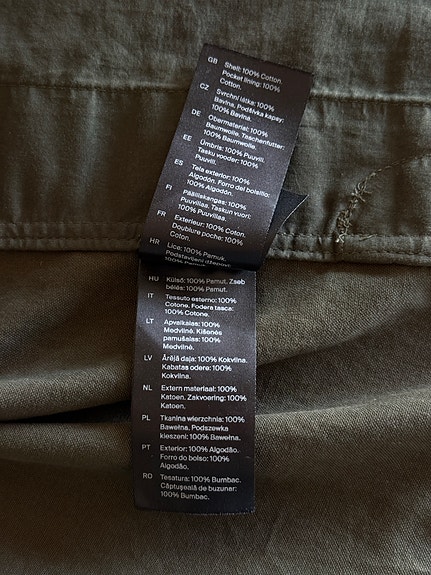 GB Shell: 100% Cotton.
Pocket lining: 100%
Cotton.
CZ Svrchní látka: 100%
Bavlna. Podšívka kapsy:
100% Bavlna.
DE Obermaterial: 100%
Baumwolle. Taschenfutter:
100% Baumwolle.
EE Ümbris: 100% Puuvill.
Tasku vooder: 100%
Puuvill.
ES Tela exterior: 100%
Algodón. Forro del bolsillo:
100% Algodón.
FI Päälliskangas: 100%
Puuvillaa. Taskun vuori:
100% Puuvillaa.
FR Exterieur: 100% Coton.
Doublure poche: 100%
Coton.
HR Lice: 100% Pamuk.
Podstavljeni džepovi:
HU Külső: 100% Pamut. Zseb
bélés: 100% Pamut.
IT Tessuto esterno: 100%
Cotone. Fodera tasca:
100% Cotone.
LT Apvalkalas: 100%
Medvilnė. Kišenės
pamušalas: 100%
Medvilnė.
LV Ārējā daļa: 100% Kokvilna.
Kabatas odere: 100%
Kokvilna.
NL Extern materiaal: 100%
Katoen. Zakvoering: 100%
Katoen.
PL Tkanina wierzchnia: 100%
Bawełna. Podszewka
kieszeni: 100% Bawełna.
PT Exterior: 100% Algodão.
Forro do bolso: 100%
Algodão.
RO Tesatura: 100% Bumbac.
Căptușeală de buzunar:
100% Bumbac.